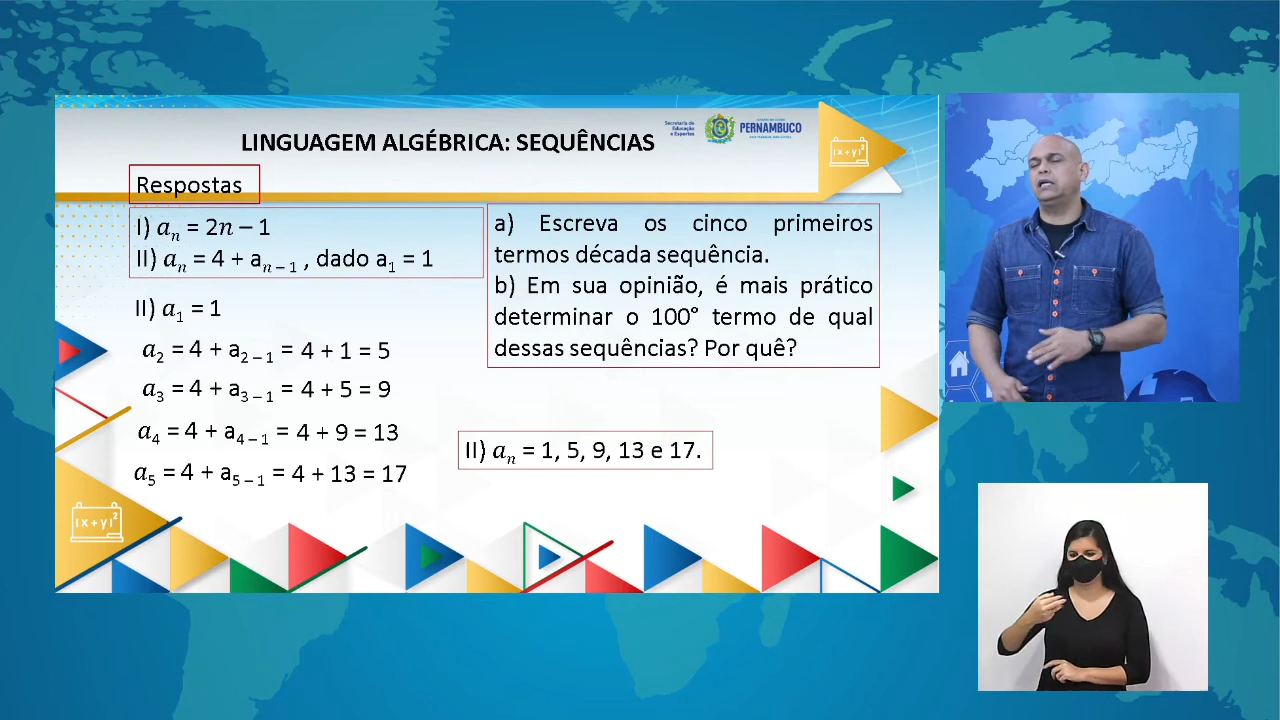 LINGUAGEM ALGÉBRICA: SEQUÊNCIAS
Secretaria de
Educação
e Esportes
PERNAMBUCO
(x+y)²
Respostas
I) aₙ = 2n – 1
II) aₙ = 4 + aₙ₋₁ , dado a₁ = 1
a) Escreva os cinco primeiros
termos década sequência.
b) Em sua opinião, é mais prático
determinar o 100° termo de qual
dessas sequências? Por quê?
II) a₁ = 1
a₂ = 4 + a₂₋₁ = 4 + 1 = 5
a₃ = 4 + a₃₋₁ = 4 + 5 = 9
a₄ = 4 + a₄₋₁ = 4 + 9 = 13
a₅ = 4 + a₅₋₁ = 4 + 13 = 17
II) aₙ = 1, 5, 9, 13 e 17.
(x+y)²